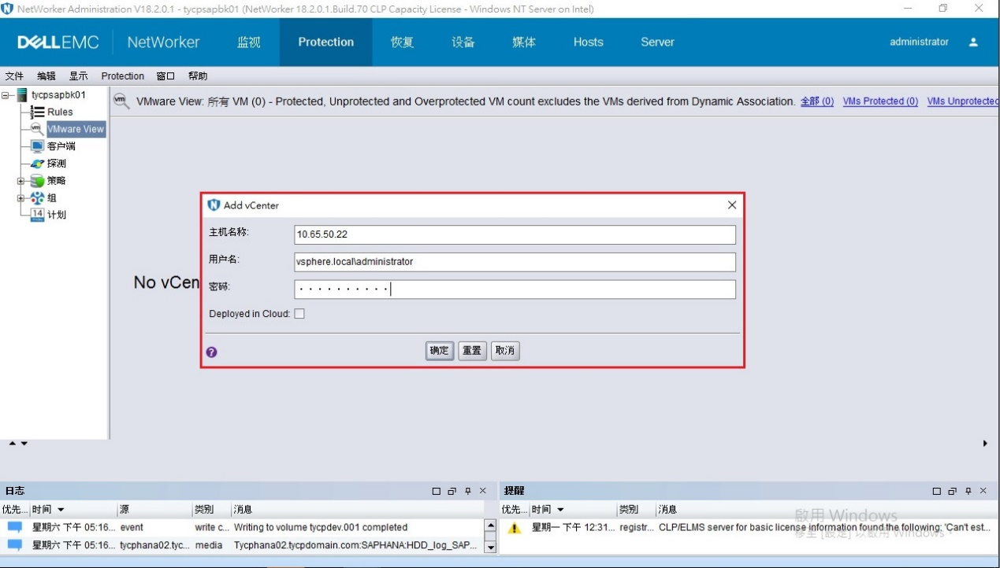 NetWorker Administration V18.2.0.1 - tycpsapbk01 (NetWorker 18.2.0.1.Build.70 CLP Capacity License - Windows NT Server on Intel)
DELLEMC NetWorker 监视 Protection 恢复 设备 媒体 Hosts Server administrator
文件 编辑 显示 Protection 窗口 帮助
tycpsapbk01
Rules
VMware View
客户端
探测
策略
组
14 计划
VMware View: 所有 VM (0) - Protected, Unprotected and Overprotected VM count excludes the VMs derived from Dynamic Association. 全部 (0) VMs Protected (0) VMs Unprotected
No vCen
Add vCenter
主机名称: 10.65.50.22
用户名: vsphere.local\administrator
密码: ··········
Deployed in Cloud:
确定 重置 取消
日志
优先... 时间 源 类别 消息
星期六 下午 05:16... event write c... Writing to volume tycpdev.001 completed
星期六 下午 05:16... tycphana02.tyc... media Tycphana02.tycpdomain.com:SAPHANA:HDD_log_SAP...
提醒
优先... 时间 类别 消息
星期一 下午 12:31... registr... CLP/ELMS server for basic license information found the following: 'Can't est...
啟用 Windows
移至 [設定] 以啟用 Windows。